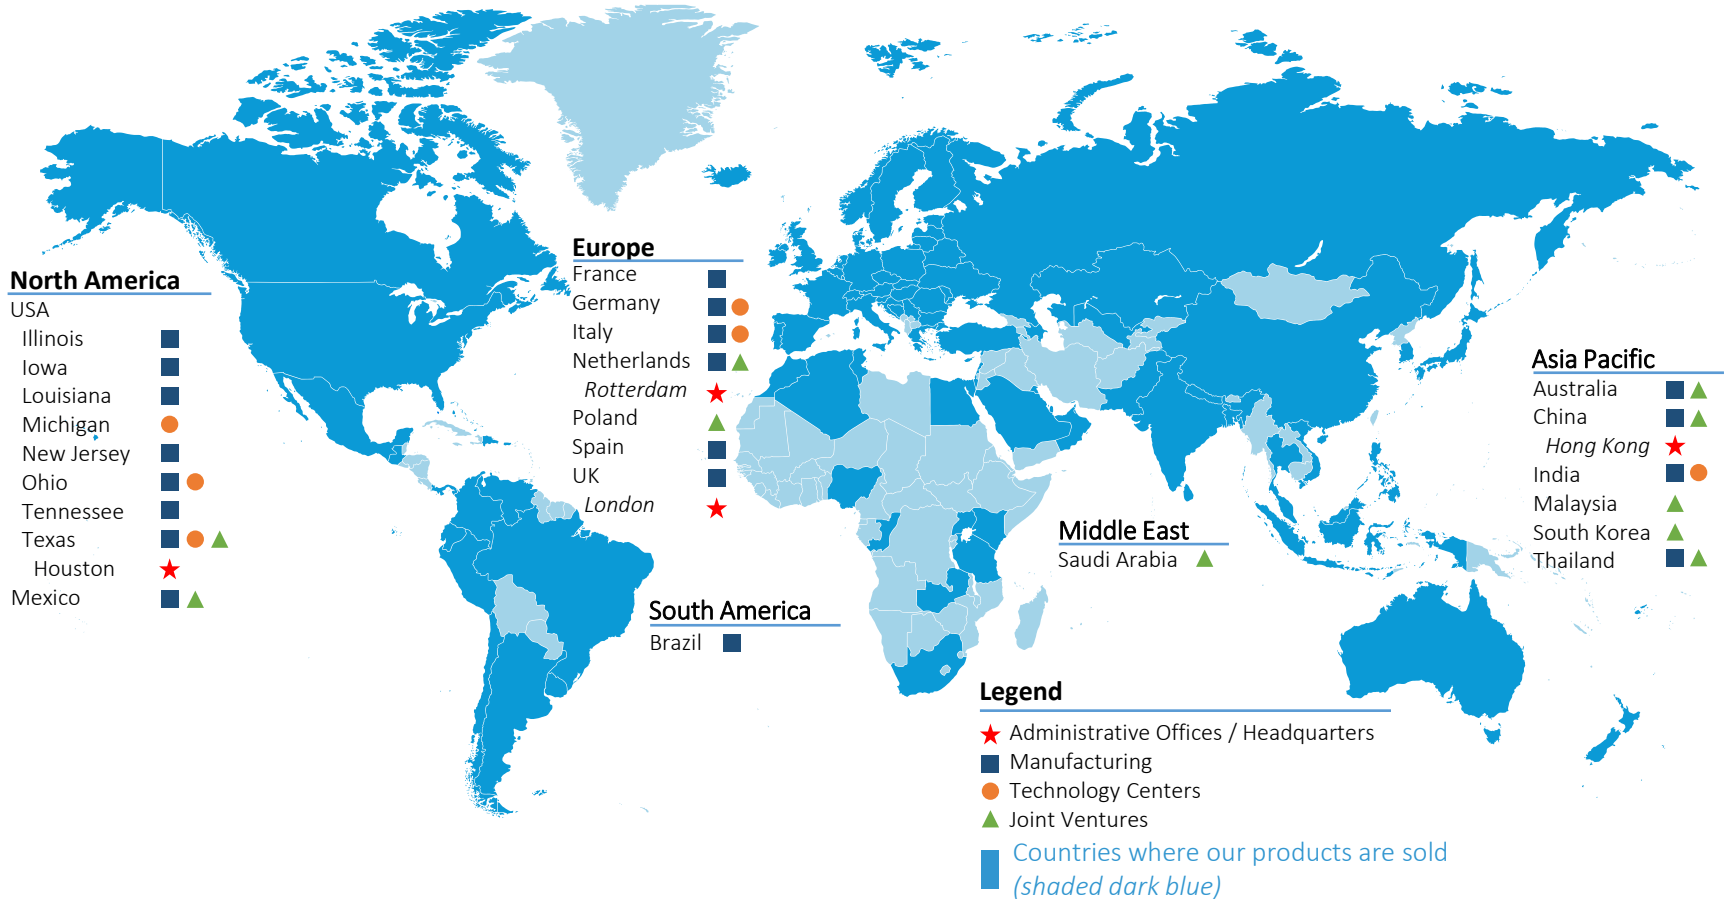 North America
USA
Illinois
Iowa
Louisiana
Michigan
New Jersey
Ohio
Tennessee
Texas
Houston
Mexico
Europe
France
Germany
Italy
Netherlands
Rotterdam
Poland
Spain
UK
London
South America
Brazil
Middle East
Saudi Arabia
Asia Pacific
Australia
China
Hong Kong
India
Malaysia
South Korea
Thailand
Legend
Administrative Offices / Headquarters
Manufacturing
Technology Centers
Joint Ventures
Countries where our products are sold
(shaded dark blue)